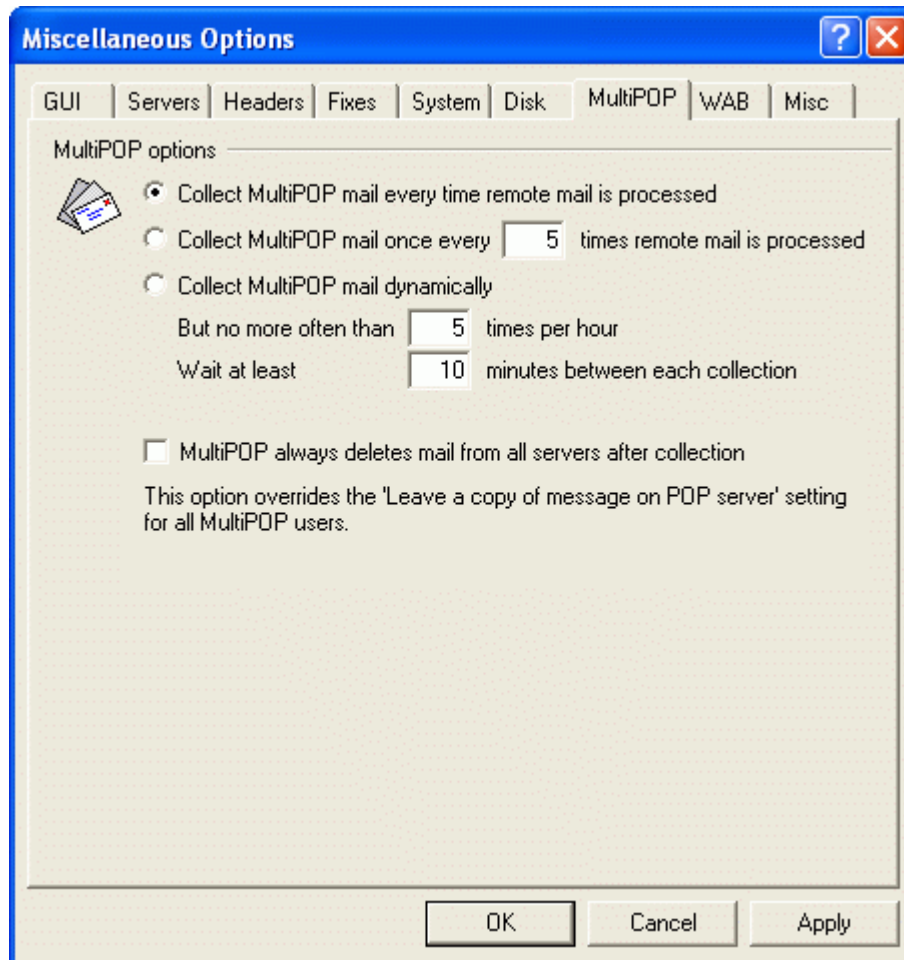 Miscellaneous Options
GUI Servers Headers Fixes System Disk MultiPOP WAB Misc
MultiPOP options
Collect MultiPOP mail every time remote mail is processed
Collect MultiPOP mail once every 5 times remote mail is processed
Collect MultiPOP mail dynamically
But no more often than 5 times per hour
Wait at least 10 minutes between each collection
MultiPOP always deletes mail from all servers after collection
This option overrides the 'Leave a copy of message on POP server' setting
for all MultiPOP users.
OK Cancel Apply